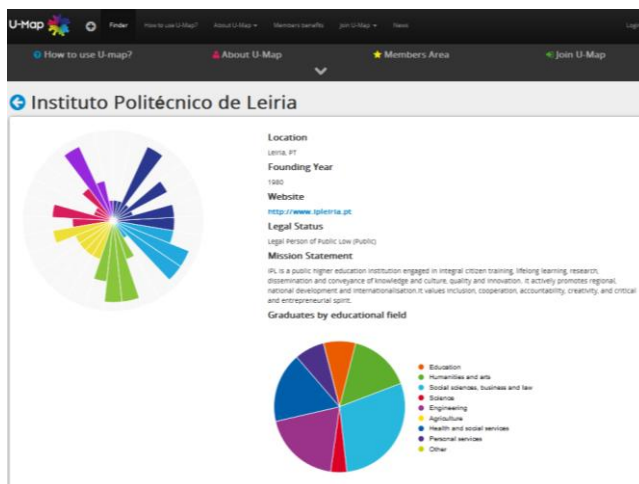 U-Map
Finder
How to use U-Map?
About U-Map
Members benefits
Join U-Map
News
Login
How to use U-map?
About U-Map
Members Area
Join U-Map
Instituto Politécnico de Leiria
Location
Leiria, PT
Founding Year
1980
Website
http://www.ipleiria.pt
Legal Status
Legal Person of Public Low (Public)
Mission Statement
IPL is a public higher education institution engaged in integral citizen training, lifelong learning, research,
dissemination and conveyance of knowledge and culture, quality and innovation. It actively promotes regional,
national development and internationalisation.It values inclusion, cooperation, accountability, creativity, and critical
and entrepreneurial spirit.
Graduates by educational field
Education
Humanities and arts
Social sciences, business and law
Science
Engineering
Agriculture
Health and social services
Personal services
Other